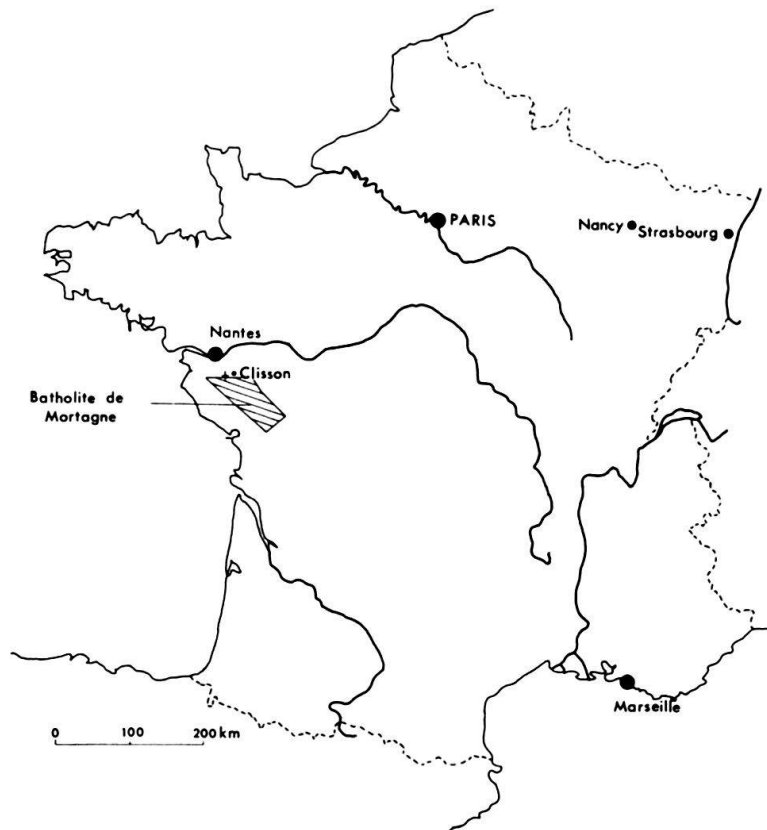 PARIS
Nancy
Strasbourg
Nantes
Clisson
Batholite de
Mortagne
Marseille
0 100 200 km